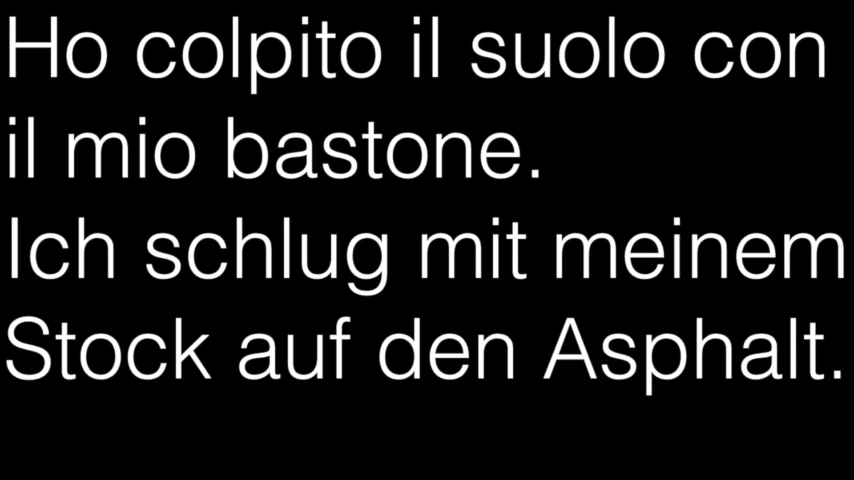 Ho colpito il suolo con
il mio bastone.
Ich schlug mit meinem
Stock auf den Asphalt.